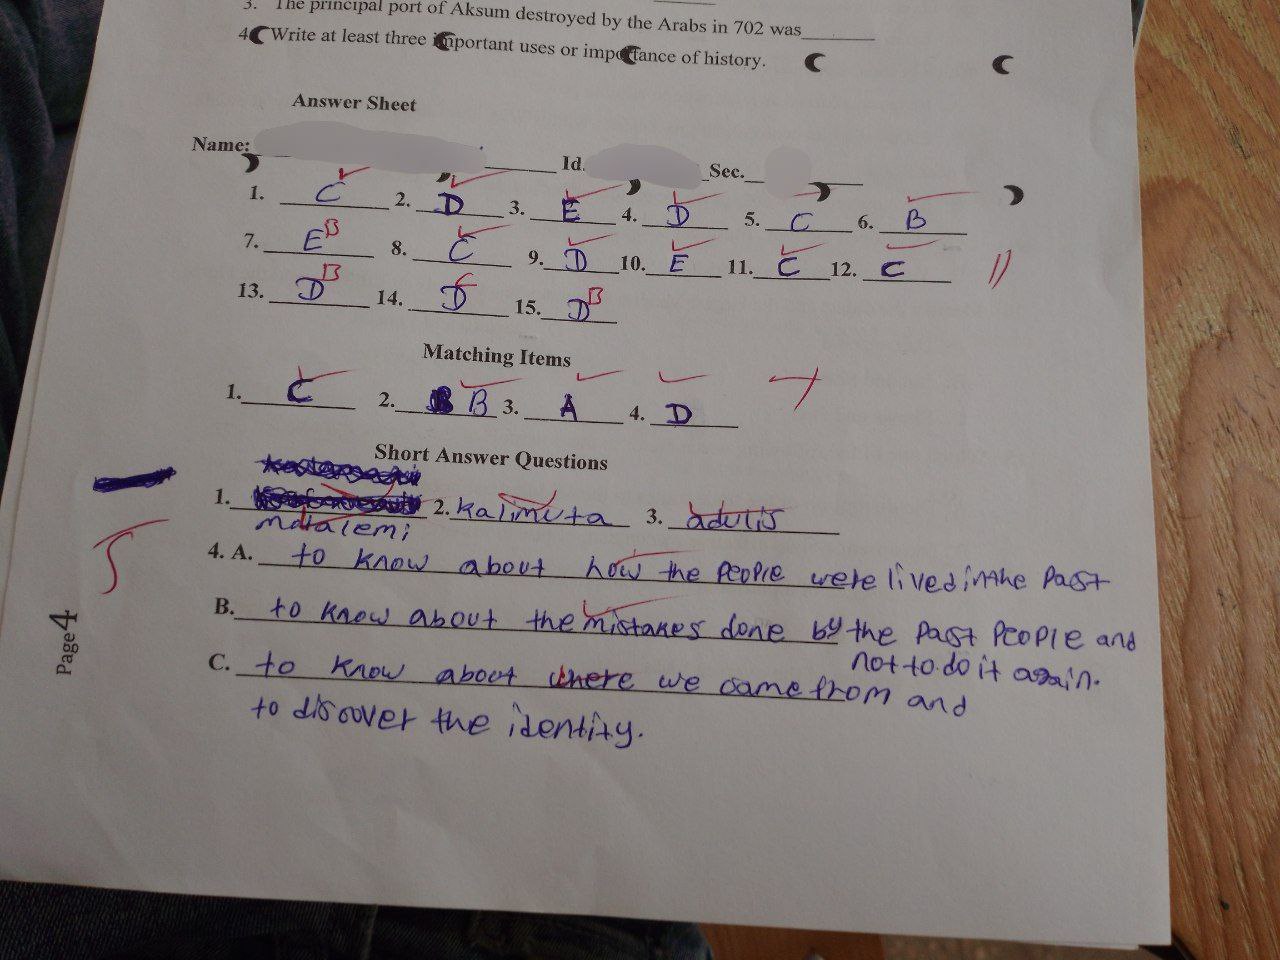 3. The principal port of Aksum destroyed by the Arabs in 702 was_______
4. Write at least three important uses or importance of history.
Answer Sheet
Name: Id. Sec.
1. C 2. D 3. E 4. D 5. C 6. B
7. E B 8. C 9. D 10. E 11. C 12. C 11
13. D B 14. D C 15. D B
Matching Items
1. C 2. B B 3. A 4. D
Short Answer Questions
1. 2. kalimuta 3. adulis
matalemi
5
4. A. to know about how the people were lived in the past
B. to know about the mistakes done by the past people and
not to do it again.
C. to know about where we came from and
to discover the identity.
Page 4